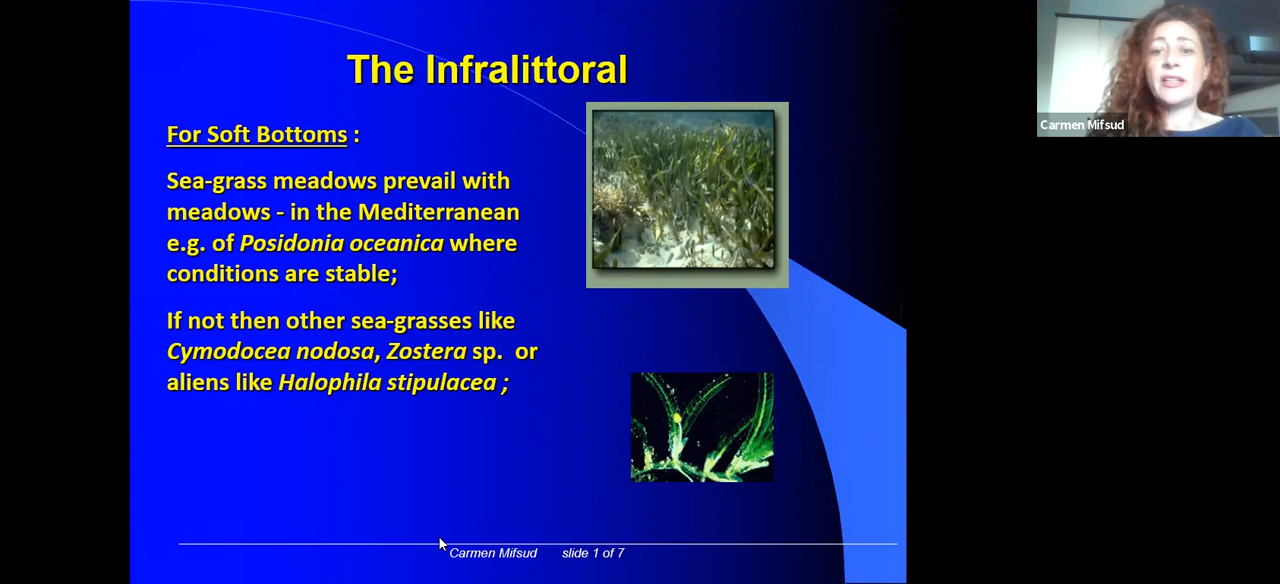 The Infralittoral
For Soft Bottoms :
Sea-grass meadows prevail with
meadows - in the Mediterranean
e.g. of Posidonia oceanica where
conditions are stable;
If not then other sea-grasses like
Cymodocea nodosa, Zostera sp. or
aliens like Halophila stipulacea ;
Carmen Mifsud slide 1 of 7
Carmen Mifsud